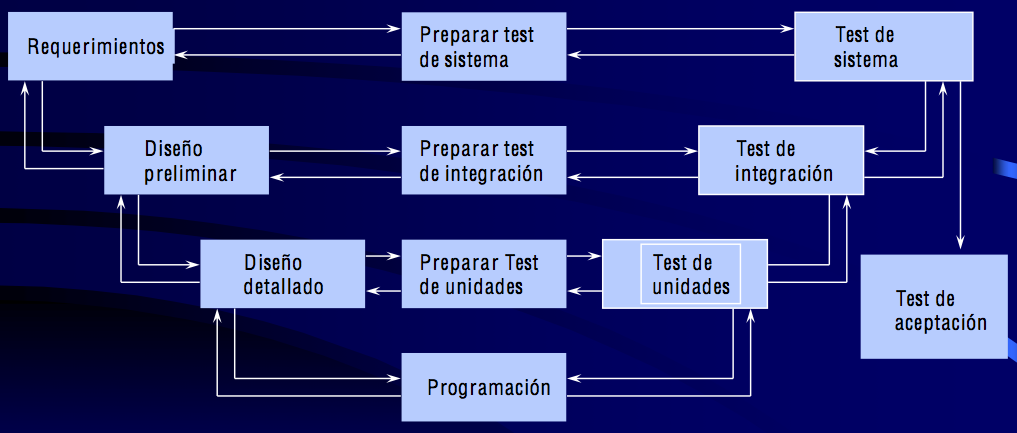 Requerimientos
Preparar test
de sistema
Test de
sistema
Diseño
preliminar
Preparar test
de integración
Test de
integración
Diseño
detallado
Preparar Test
de unidades
Test de
unidades
Test de
aceptación
Programación